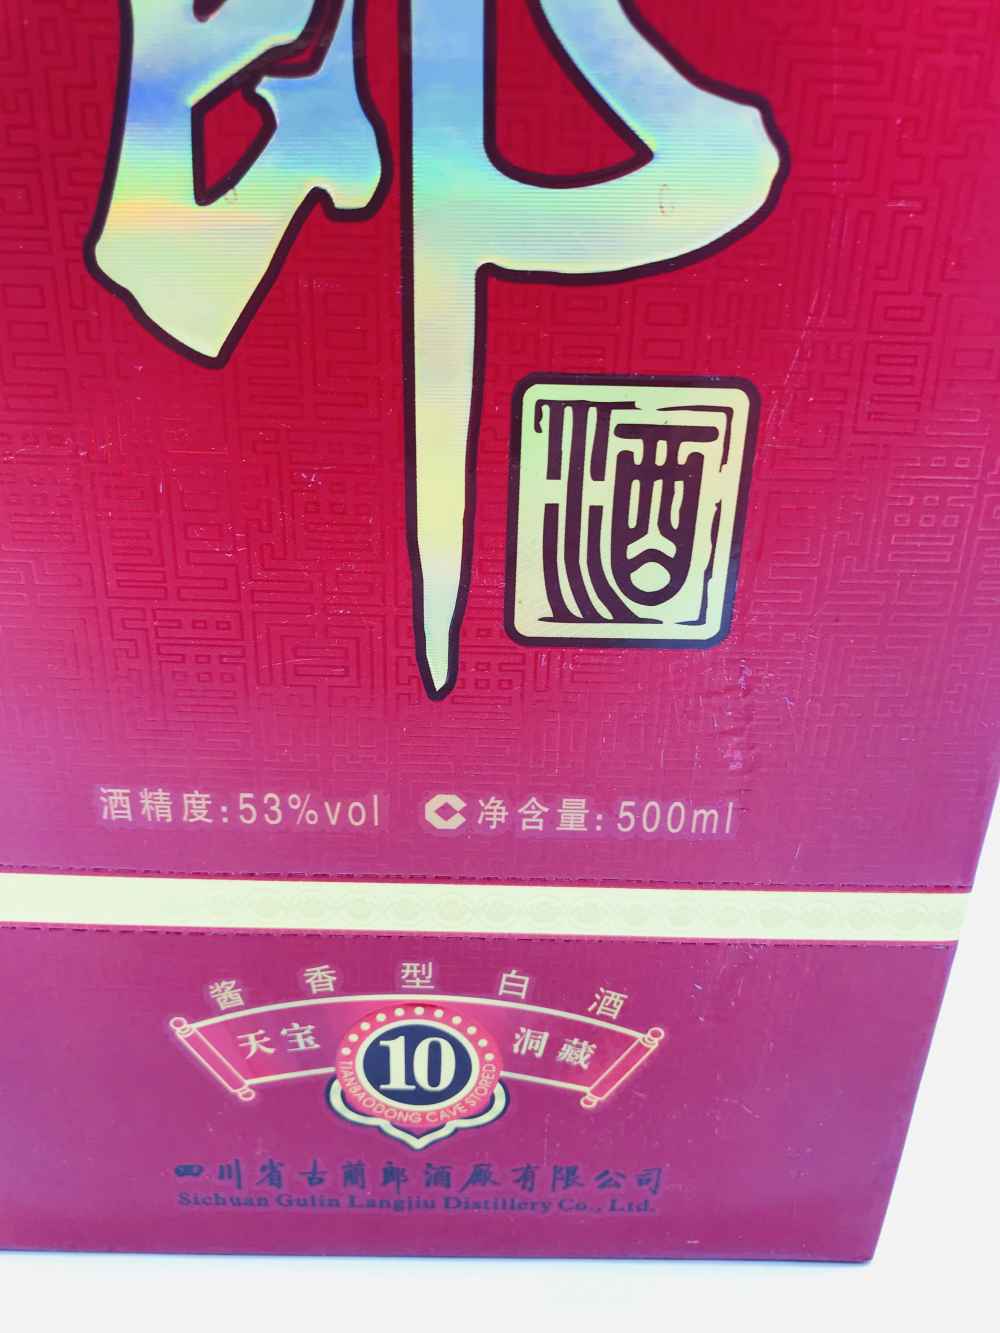 郎
酒
酒精度:53%vol C净含量:500ml
酱香型白酒
天宝 10 洞藏
TIANBAODONG CAVE STORED
四川省古蔺郎酒厰有限公司
Sichuan Gulin Langjiu Distillery Co., Ltd.